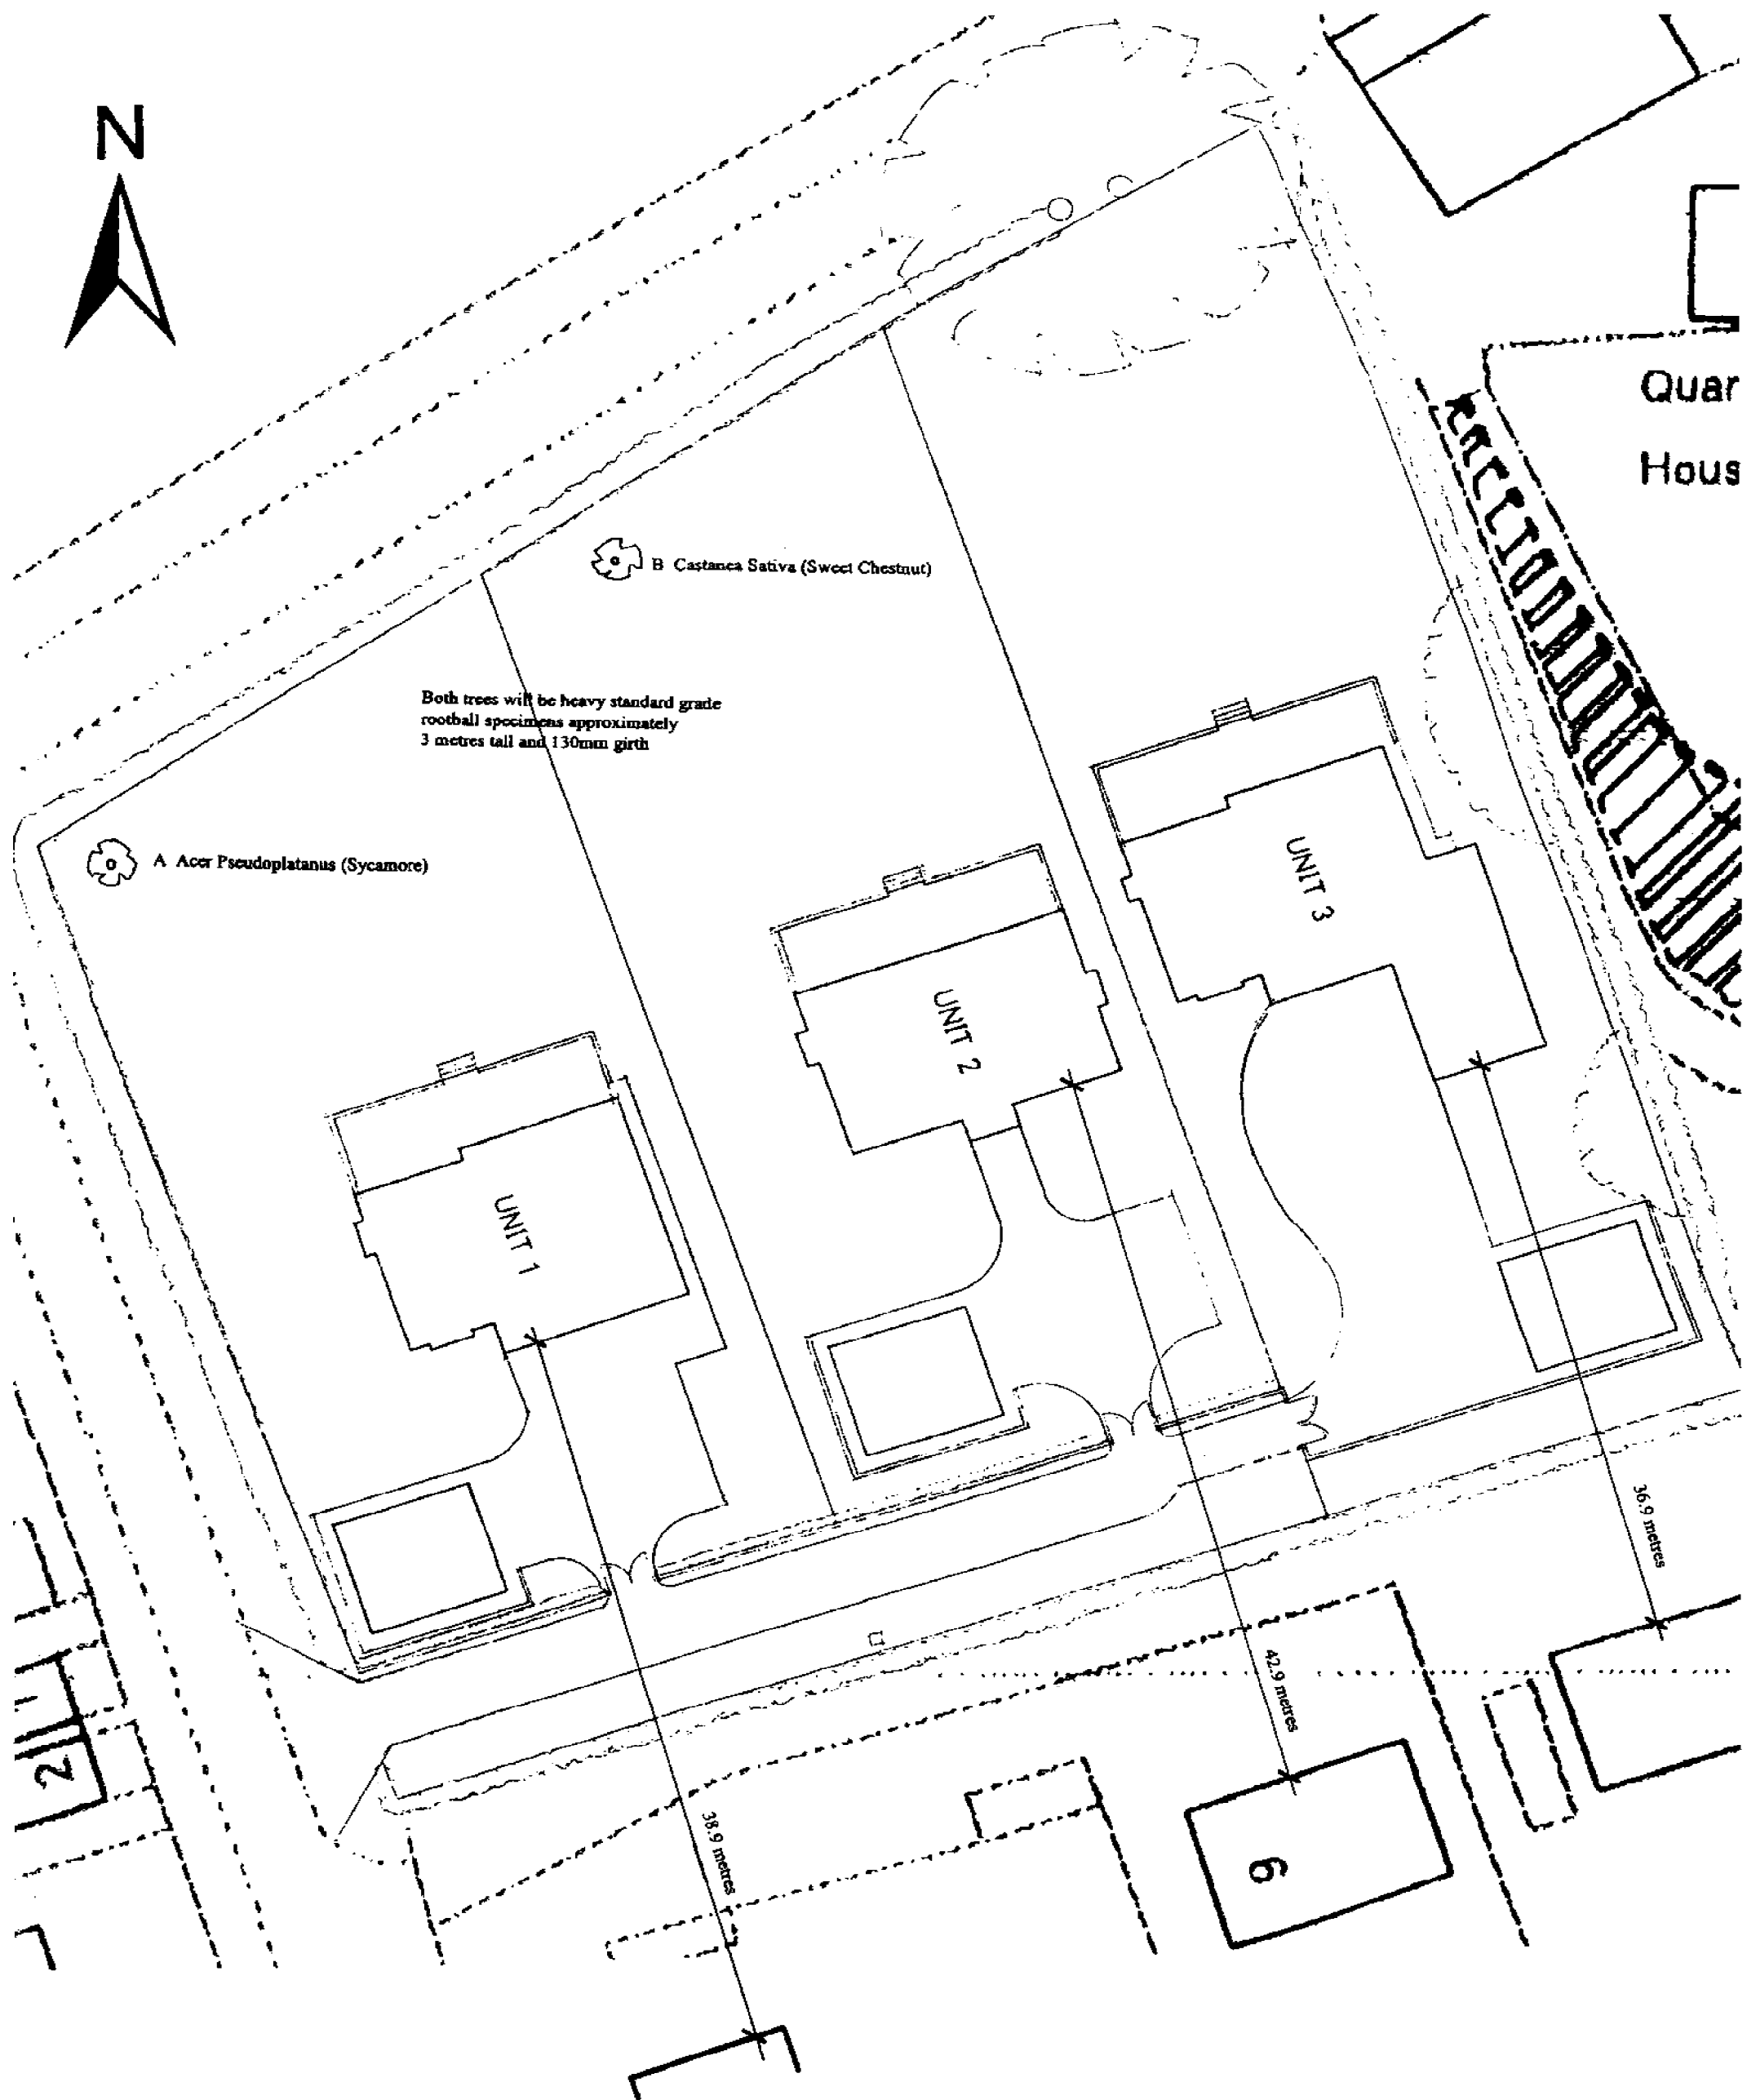 N
Quar
Hous
B Castanea Sativa (Sweet Chestnut)
Both trees will be heavy standard grade
rootball specimens approximately
3 metres tall and 130mm girth
A Acer Pseudoplatanus (Sycamore)
UNIT 3
UNIT 2
UNIT 1
36.9 metres
42.9 metres
38.9 metres
2
6